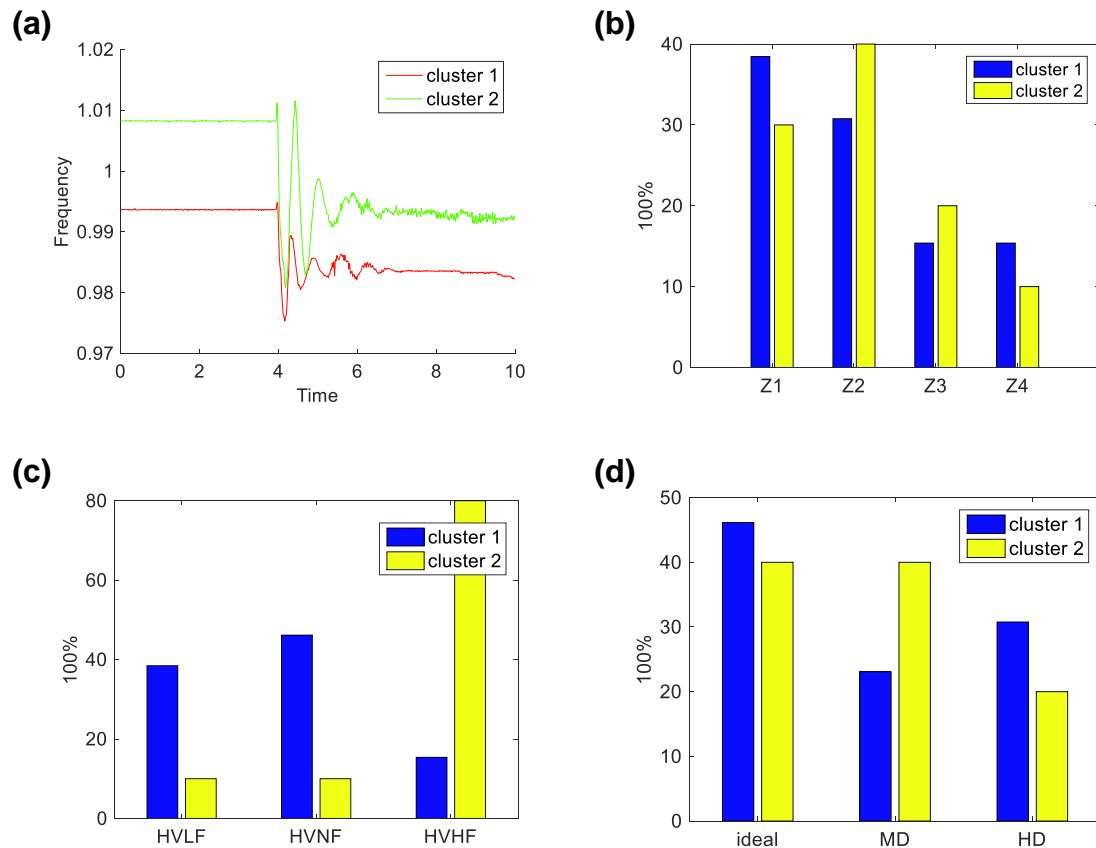 (a)
1.02
1.01
1
0.99
0.98
0.97
Frequency
cluster 1
cluster 2
0
2
4
6
8
10
Time
(b)
40
30
20
10
0
100%
cluster 1
cluster 2
Z1
Z2
Z3
Z4
(c)
80
60
40
20
0
100%
cluster 1
cluster 2
HVLF
HVNF
HVHF
(d)
50
40
30
20
10
0
100%
cluster 1
cluster 2
ideal
MD
HD